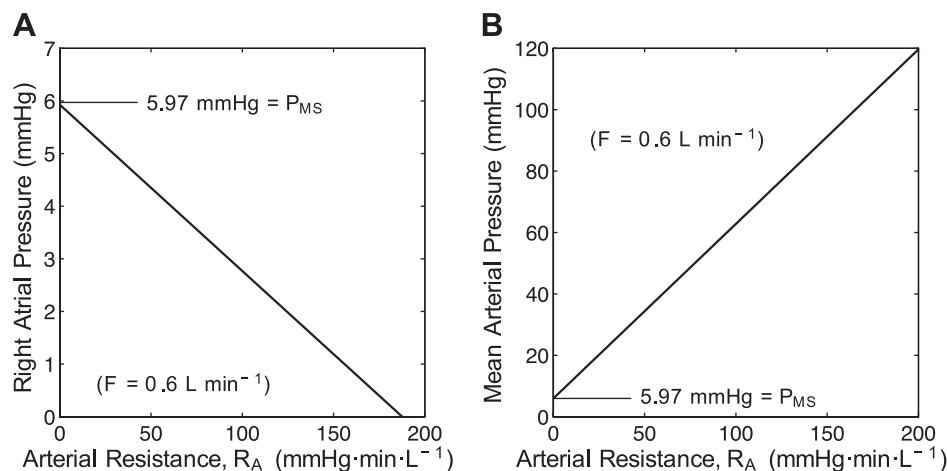 A
7
6
5
4
3
2
1
0
Right Atrial Pressure (mmHg)
5.97 mmHg = P_MS
(F = 0.6 L min⁻¹)
0 50 100 150 200
Arterial Resistance, R_A (mmHg·min·L⁻¹)
B
120
100
80
60
40
20
0
Mean Arterial Pressure (mmHg)
(F = 0.6 L min⁻¹)
5.97 mmHg = P_MS
0 50 100 150 200
Arterial Resistance, R_A (mmHg·min·L⁻¹)